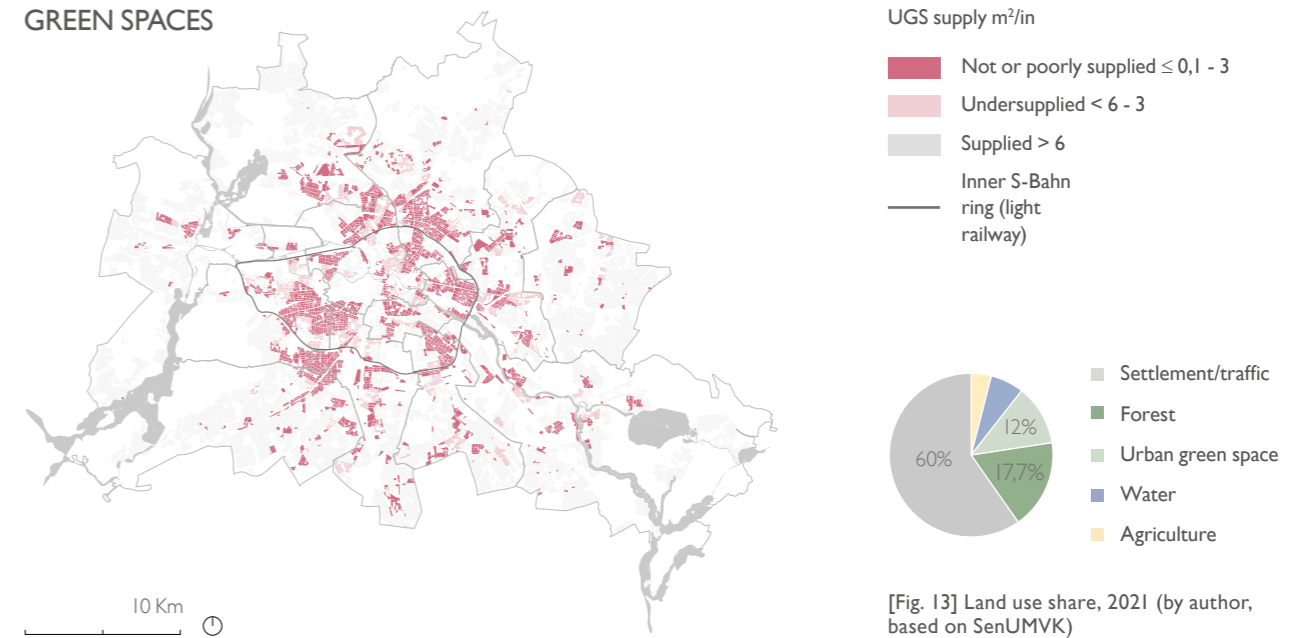 GREEN SPACES
UGS supply m²/in
Not or poorly supplied ≤ 0,1 - 3
Undersupplied < 6 - 3
Supplied > 6
Inner S-Bahn
ring (light
railway)
10 Km
60%
12%
17,7%
Settlement/traffic
Forest
Urban green space
Water
Agriculture
[Fig. 13] Land use share, 2021 (by author,
based on SenUMVK)